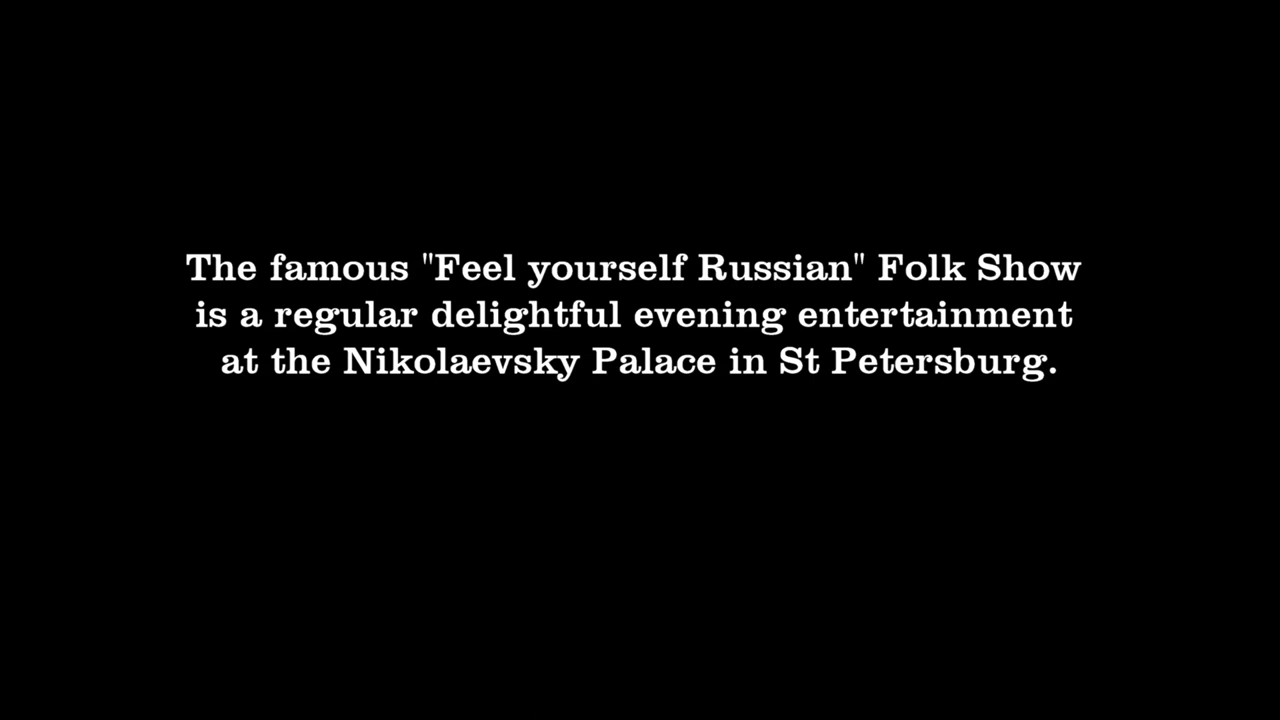 The famous "Feel yourself Russian" Folk Show
is a regular delightful evening entertainment
at the Nikolaevsky Palace in St Petersburg.